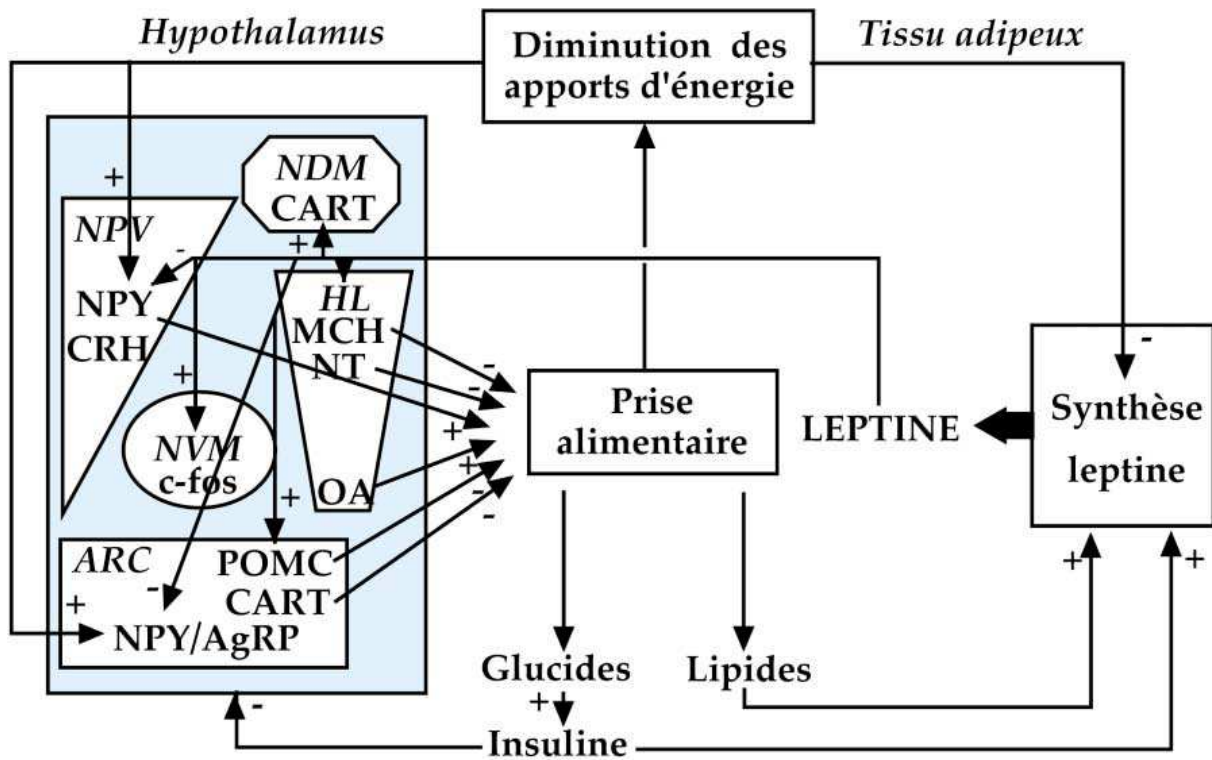 Hypothalamus
Diminution des
apports d'énergie
Tissu adipeux
+
NDM
CART
NPV
-
+
NPY
CRH
HL
MCH
NT
-
-
+
NVM
c-fos
+
+
-
-
+
OA
Prise
alimentaire
LEPTINE
-
Synthèse
leptine
ARC
POMC
CART
-
+
NPY/AgRP
+
+
Glucides
Lipides
+
-
Insuline